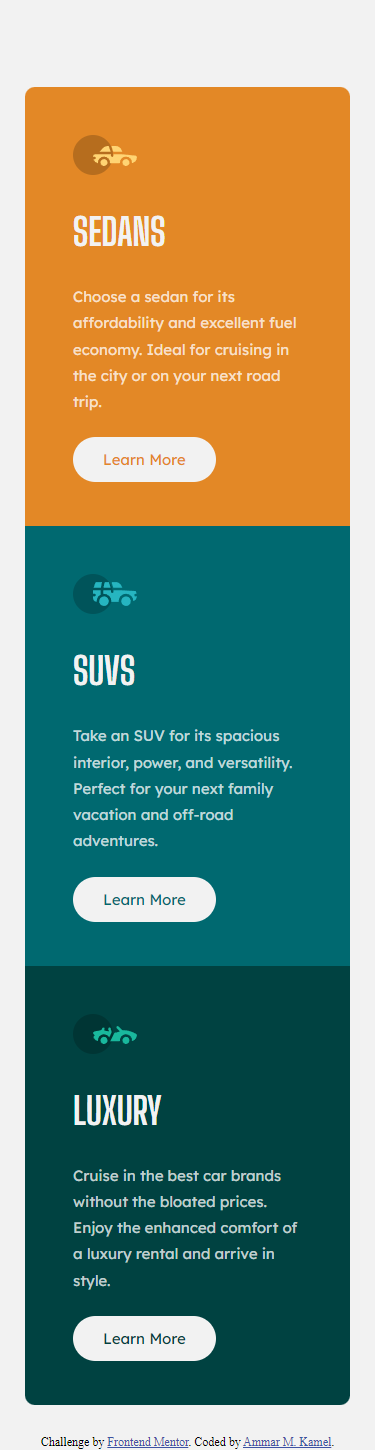 SEDANS
Choose a sedan for its
affordability and excellent fuel
economy. Ideal for cruising in
the city or on your next road
trip.
Learn More
SUVS
Take an SUV for its spacious
interior, power, and versatility.
Perfect for your next family
vacation and off-road
adventures.
Learn More
LUXURY
Cruise in the best car brands
without the bloated prices.
Enjoy the enhanced comfort of
a luxury rental and arrive in
style.
Learn More
Challenge by Frontend Mentor. Coded by Ammar M. Kamel.